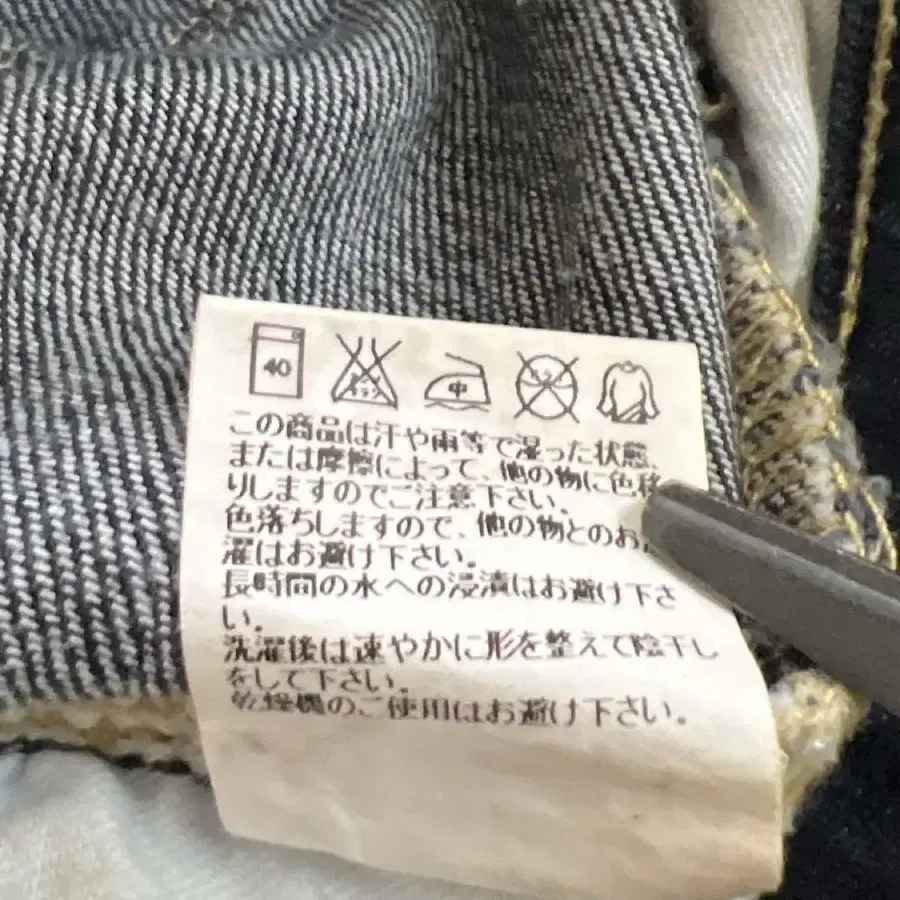 40
中
この商品は汗や雨等で湿った状態、
または摩擦によって、他の物に色移
りしますのでご注意下さい。
色落ちしますので、他の物とのお
濯はお避け下さい。
長時間の水への浸漬はお避け下さ
い。
洗濯後は速やかに形を整えて陰干し
をして下さい。
乾燥機のご使用はお避け下さい。